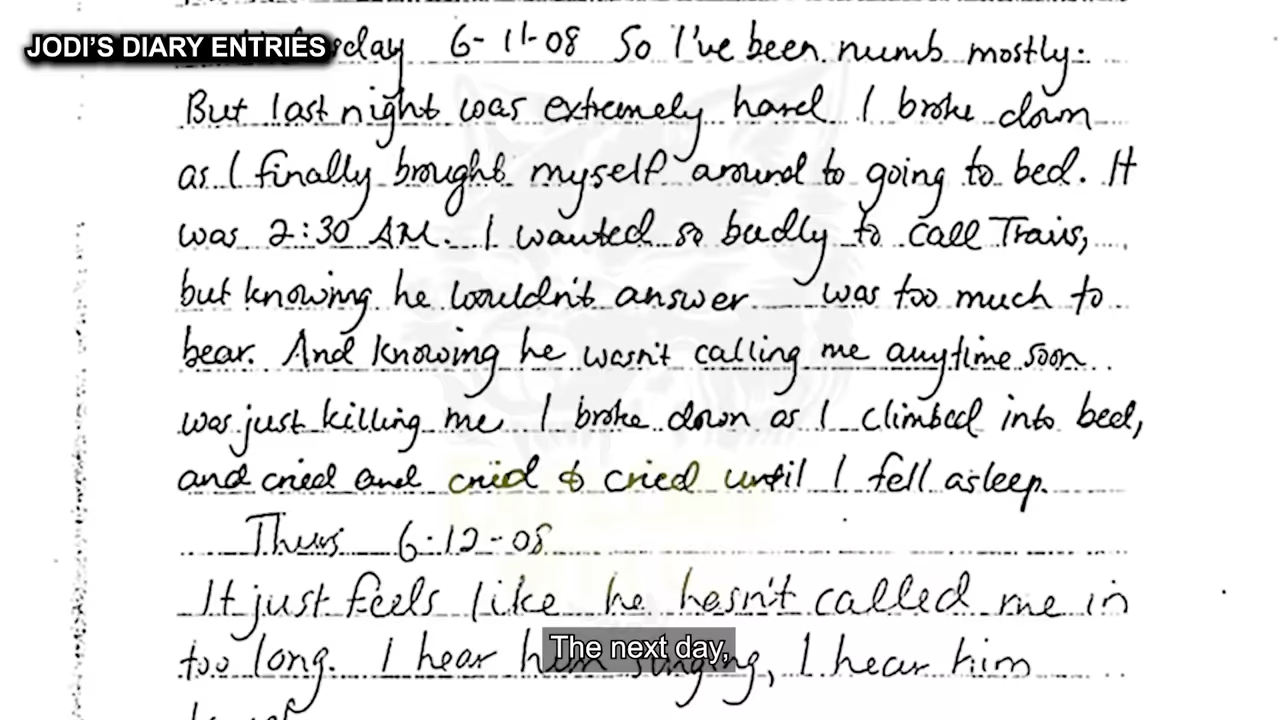 JODI'S DIARY ENTRIES
day 6-11-08 So I've been numb mostly.
But last night was extremely hard I broke down
as I finally brought myself around to going to bed. It
was 2:30 AM. I wanted so badly to call Travis,
but knowing he wouldn't answer was too much to
bear. And knowing he wasn't calling me anytime soon
was just killing me I broke down as I climbed into bed,
and cried and cried & cried until I fell asleep.
Thurs 6-12-08
It just feels like he hasn't called me in
too long. I hear him singing, I hear him
The next day,